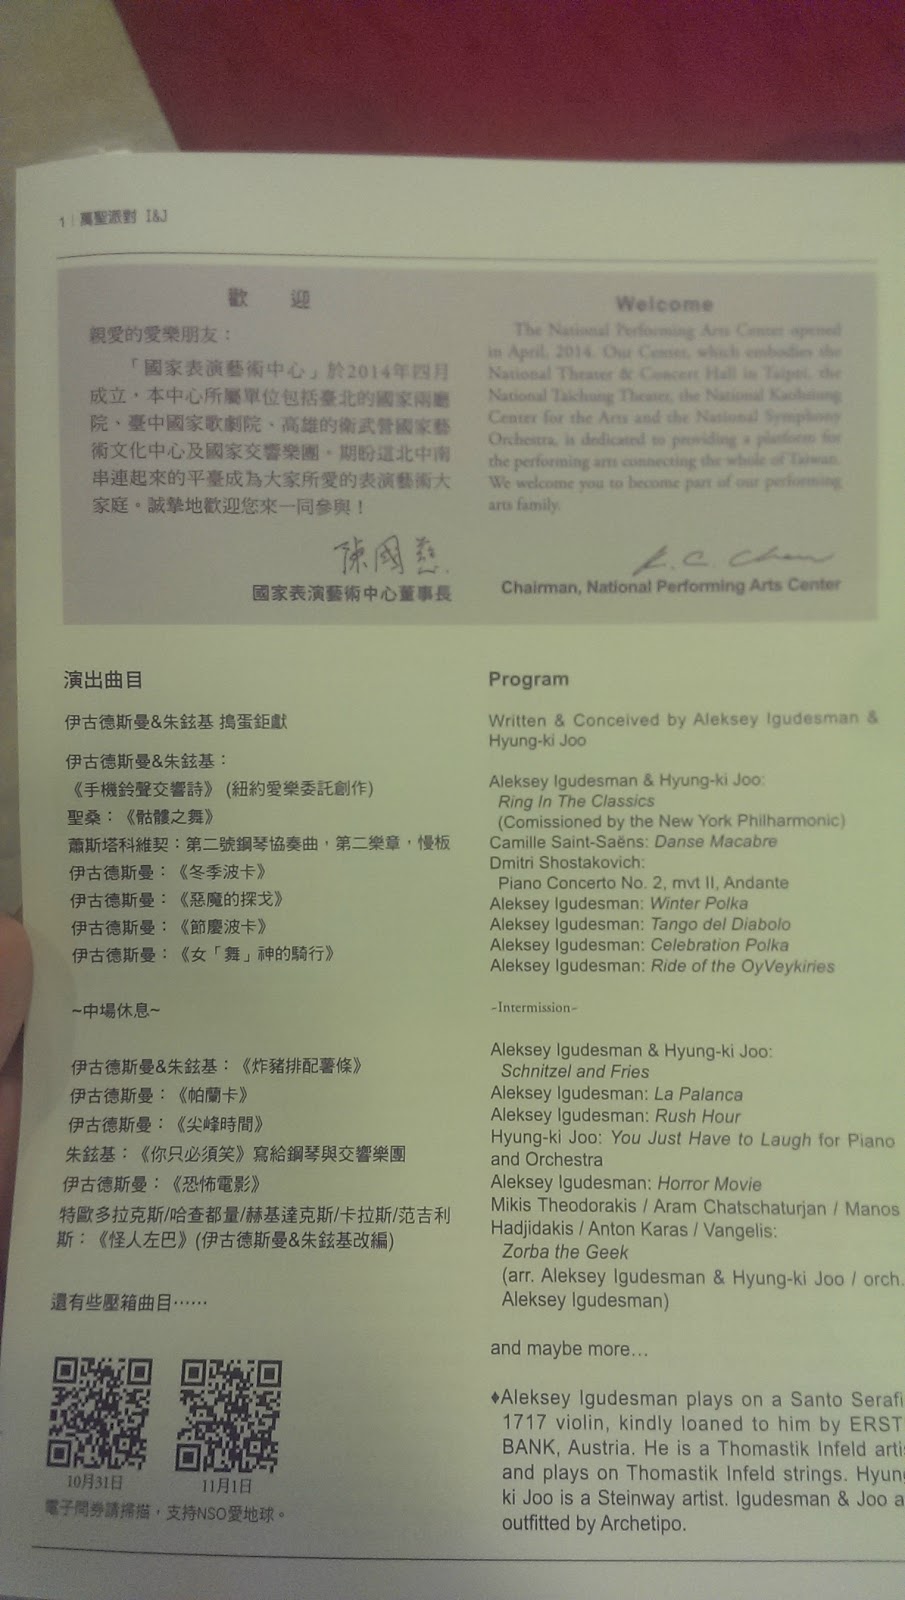 1 | 萬聖派對 I&J
歡 迎
親愛的愛樂朋友：
「國家表演藝術中心」於2014年四月
成立，本中心所屬單位包括臺北的國家兩廳
院、臺中國家歌劇院、高雄的衛武營國家藝
術文化中心及國家交響樂團。期盼這北中南
串連起來的平臺成為大家所愛的表演藝術大
家庭。誠摯地歡迎您來一同參與！
陳國慈
國家表演藝術中心董事長
Welcome
The National Performing Arts Center opened
in April, 2014. Our Center, which embodies the
National Theater & Concert Hall in Taipei, the
National Taichung Theater, the National Kaohsiung
Center for the Arts and the National Symphony
Orchestra, is dedicated to providing a platform for
the performing arts connecting the whole of Taiwan.
We welcome you to become part of our performing
arts family.
K. C. Chen
Chairman, National Performing Arts Center
演出曲目
伊古德斯曼&朱鉉基 搗蛋鉅獻
伊古德斯曼&朱鉉基：
《手機鈴聲交響詩》 (紐約愛樂委託創作)
聖桑：《骷髏之舞》
蕭斯塔科維契：第二號鋼琴協奏曲，第二樂章，慢板
伊古德斯曼：《冬季波卡》
伊古德斯曼：《惡魔的探戈》
伊古德斯曼：《節慶波卡》
伊古德斯曼：《女「舞」神的騎行》
~中場休息~
伊古德斯曼&朱鉉基：《炸豬排配薯條》
伊古德斯曼：《帕蘭卡》
伊古德斯曼：《尖峰時間》
朱鉉基：《你只必須笑》寫給鋼琴與交響樂團
伊古德斯曼：《恐怖電影》
特歐多拉克斯/哈查都量/赫基達克斯/卡拉斯/范吉利
斯：《怪人左巴》(伊古德斯曼&朱鉉基改編)
還有些壓箱曲目……
10月31日
11月1日
電子問券請掃描，支持NSO愛地球。
Program
Written & Conceived by Aleksey Igudesman &
Hyung-ki Joo
Aleksey Igudesman & Hyung-ki Joo:
Ring In The Classics
(Comissioned by the New York Philharmonic)
Camille Saint-Saëns: Danse Macabre
Dmitri Shostakovich:
Piano Concerto No. 2, mvt II, Andante
Aleksey Igudesman: Winter Polka
Aleksey Igudesman: Tango del Diabolo
Aleksey Igudesman: Celebration Polka
Aleksey Igudesman: Ride of the OyVeykiries
~Intermission~
Aleksey Igudesman & Hyung-ki Joo:
Schnitzel and Fries
Aleksey Igudesman: La Palanca
Aleksey Igudesman: Rush Hour
Hyung-ki Joo: You Just Have to Laugh for Piano
and Orchestra
Aleksey Igudesman: Horror Movie
Mikis Theodorakis / Aram Chatschaturjan / Manos
Hadjidakis / Anton Karas / Vangelis:
Zorba the Geek
(arr. Aleksey Igudesman & Hyung-ki Joo / orch.
Aleksey Igudesman)
and maybe more…
♦Aleksey Igudesman plays on a Santo Serafi
1717 violin, kindly loaned to him by ERST
BANK, Austria. He is a Thomastik Infeld arti
and plays on Thomastik Infeld strings. Hyun
ki Joo is a Steinway artist. Igudesman & Joo a
outfitted by Archetipo.